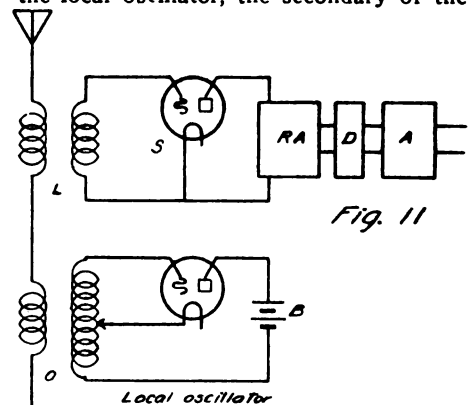 the local oscillator, the secondary of the
S
RA
D
A
L
Fig. 11
B
O
Local oscillator